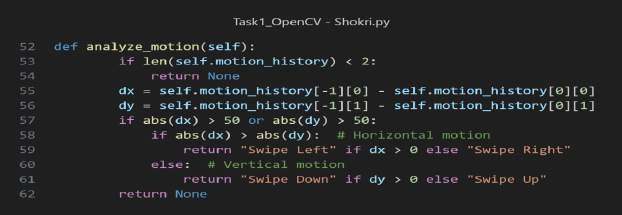 Task1_OpenCV - Shokri.py
52 def analyze_motion(self):
53         if len(self.motion_history) < 2:
54             return None
55         dx = self.motion_history[-1][0] - self.motion_history[0][0]
56         dy = self.motion_history[-1][1] - self.motion_history[0][1]
57         if abs(dx) > 50 or abs(dy) > 50:
58             if abs(dx) > abs(dy):  # Horizontal motion
59                 return "Swipe Left" if dx > 0 else "Swipe Right"
60             else:  # Vertical motion
61                 return "Swipe Down" if dy > 0 else "Swipe Up"
62         return None